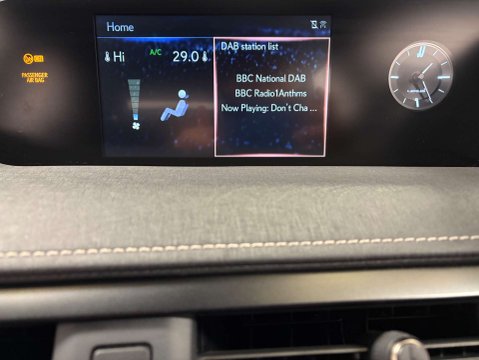 Home
Hi
A/C
29.0
DAB station list
BBC National DAB
BBC Radio1Anthms
Now Playing: Don't Cha ...
PASSENGER
AIR BAG
LEXUS